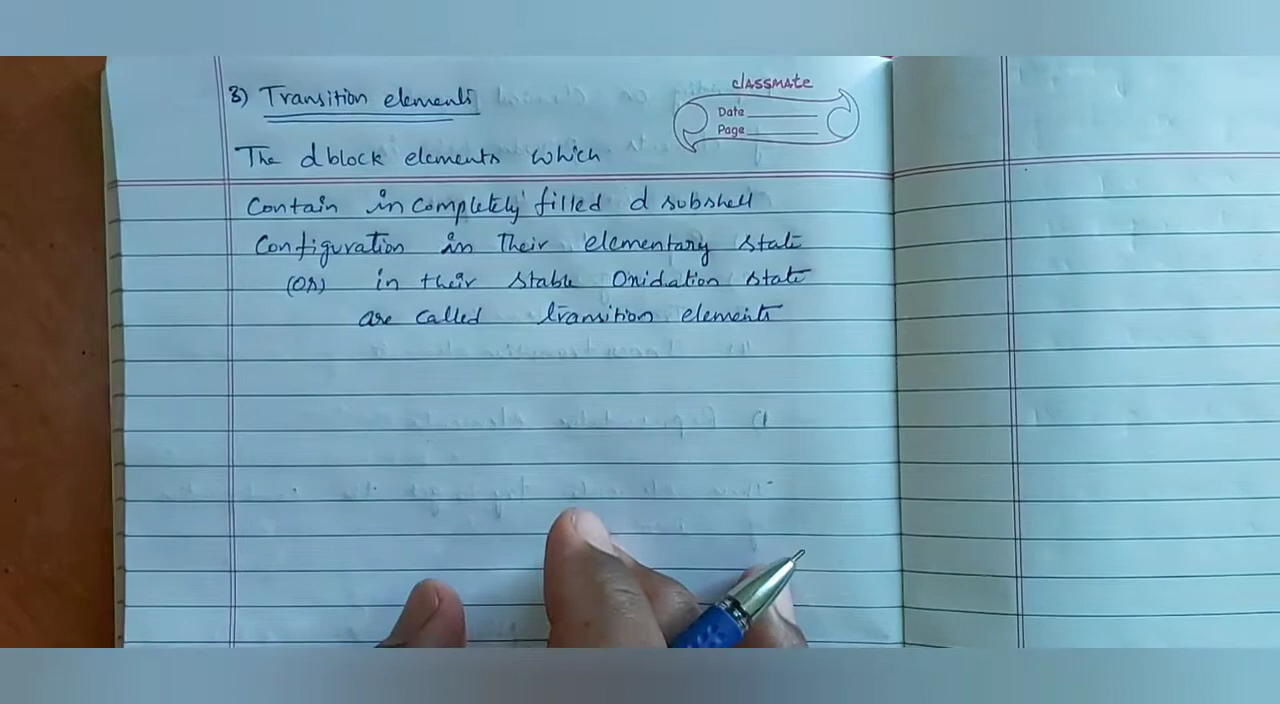 3) Transition elements
classmate
Date
Page
The d block elements which
Contain incompletely filled d subshell
Configuration in Their elementary state
(OR) in their stable Oxidation state
are called transition elements